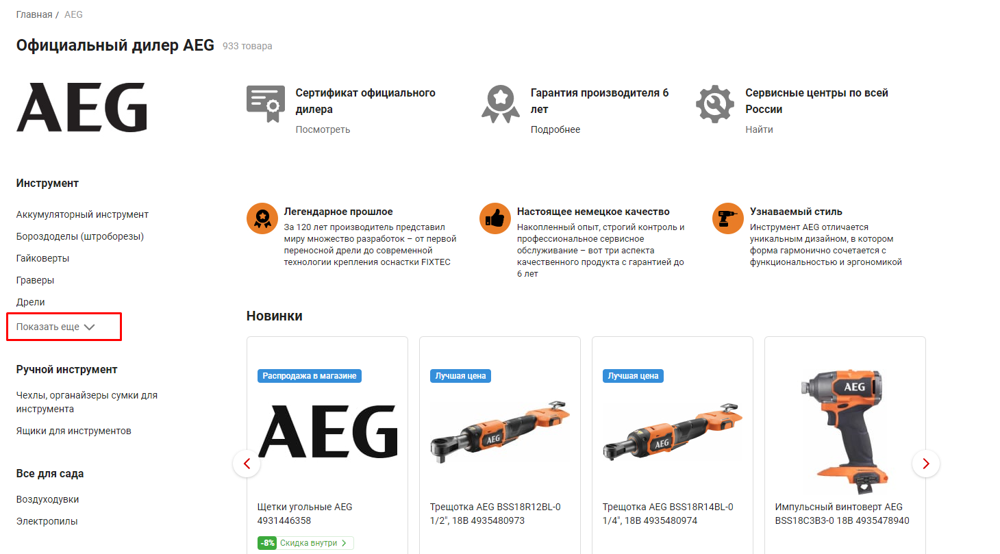 Главная / AEG
Официальный дилер AEG 933 товара
AEG
Сертификат официального
дилера
Посмотреть
Гарантия производителя 6
лет
Подробнее
Сервисные центры по всей
России
Найти
Инструмент
Аккумуляторный инструмент
Бороздоделы (штроборезы)
Гайковерты
Граверы
Дрели
Показать еще
Ручной инструмент
Чехлы, органайзеры сумки для
инструмента
Ящики для инструментов
Все для сада
Воздуходувки
Электропилы
Легендарное прошлое
За 120 лет производитель представил
миру множество разработок – от первой
переносной дрели до современной
технологии крепления оснастки FIXTEC
Настоящее немецкое качество
Накопленный опыт, строгий контроль и
профессиональное сервисное
обслуживание – вот три аспекта
качественного продукта с гарантией до
6 лет
Узнаваемый стиль
Инструмент AEG отличается
уникальным дизайном, в котором
форма гармонично сочетается с
функциональностью и эргономикой
Новинки
Распродажа в магазине
AEG
Щетки угольные AEG
4931446358
-8% Скидка внутри
Лучшая цена
AEG
Трещотка AEG BSS18R12BL-0
1/2", 18В 4935480973
Лучшая цена
AEG
Трещотка AEG BSS18R14BL-0
1/4", 18В 4935480974
AEG
Импульсный винтоверт AEG
BSS18C3B3-0 18В 4935478940